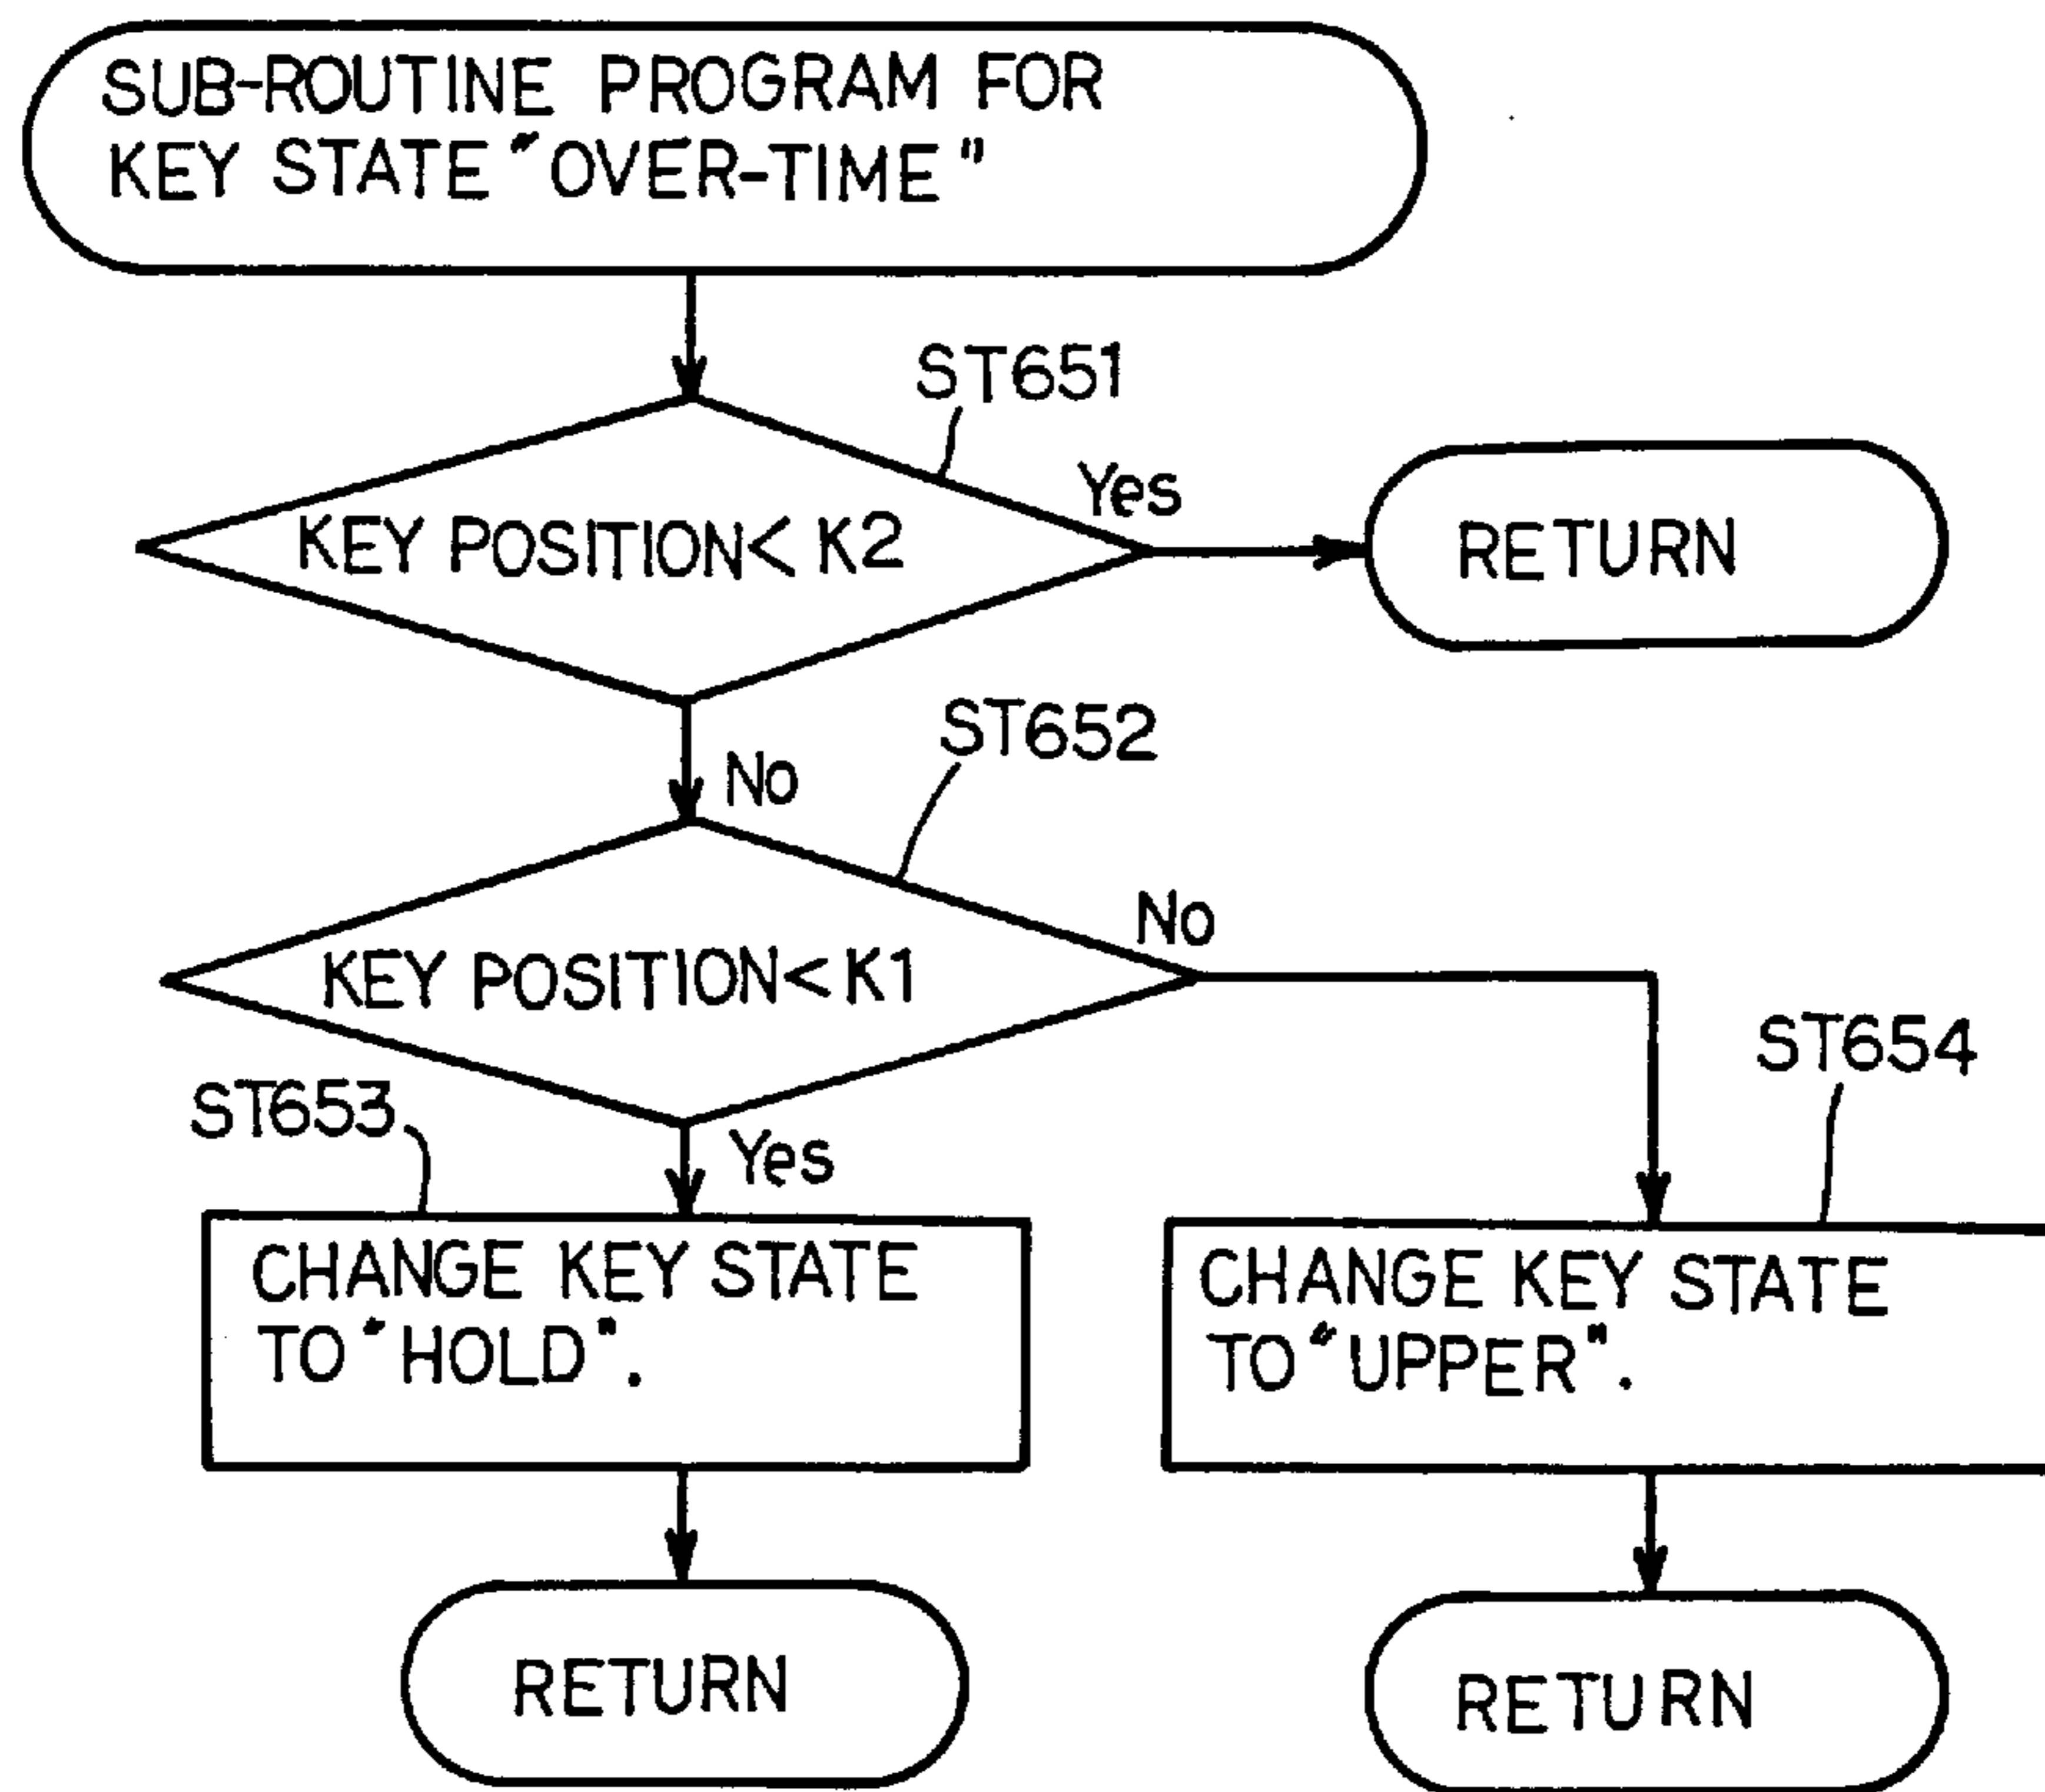 SUB-ROUTINE PROGRAM FOR
KEY STATE "OVER-TIME"
ST651
Yes
KEY POSITION< K2
RETURN
No
ST652
No
KEY POSITION<K1
ST654
ST653
Yes
CHANGE KEY STATE
TO "HOLD".
CHANGE KEY STATE
TO "UPPER".
RETURN
RETURN